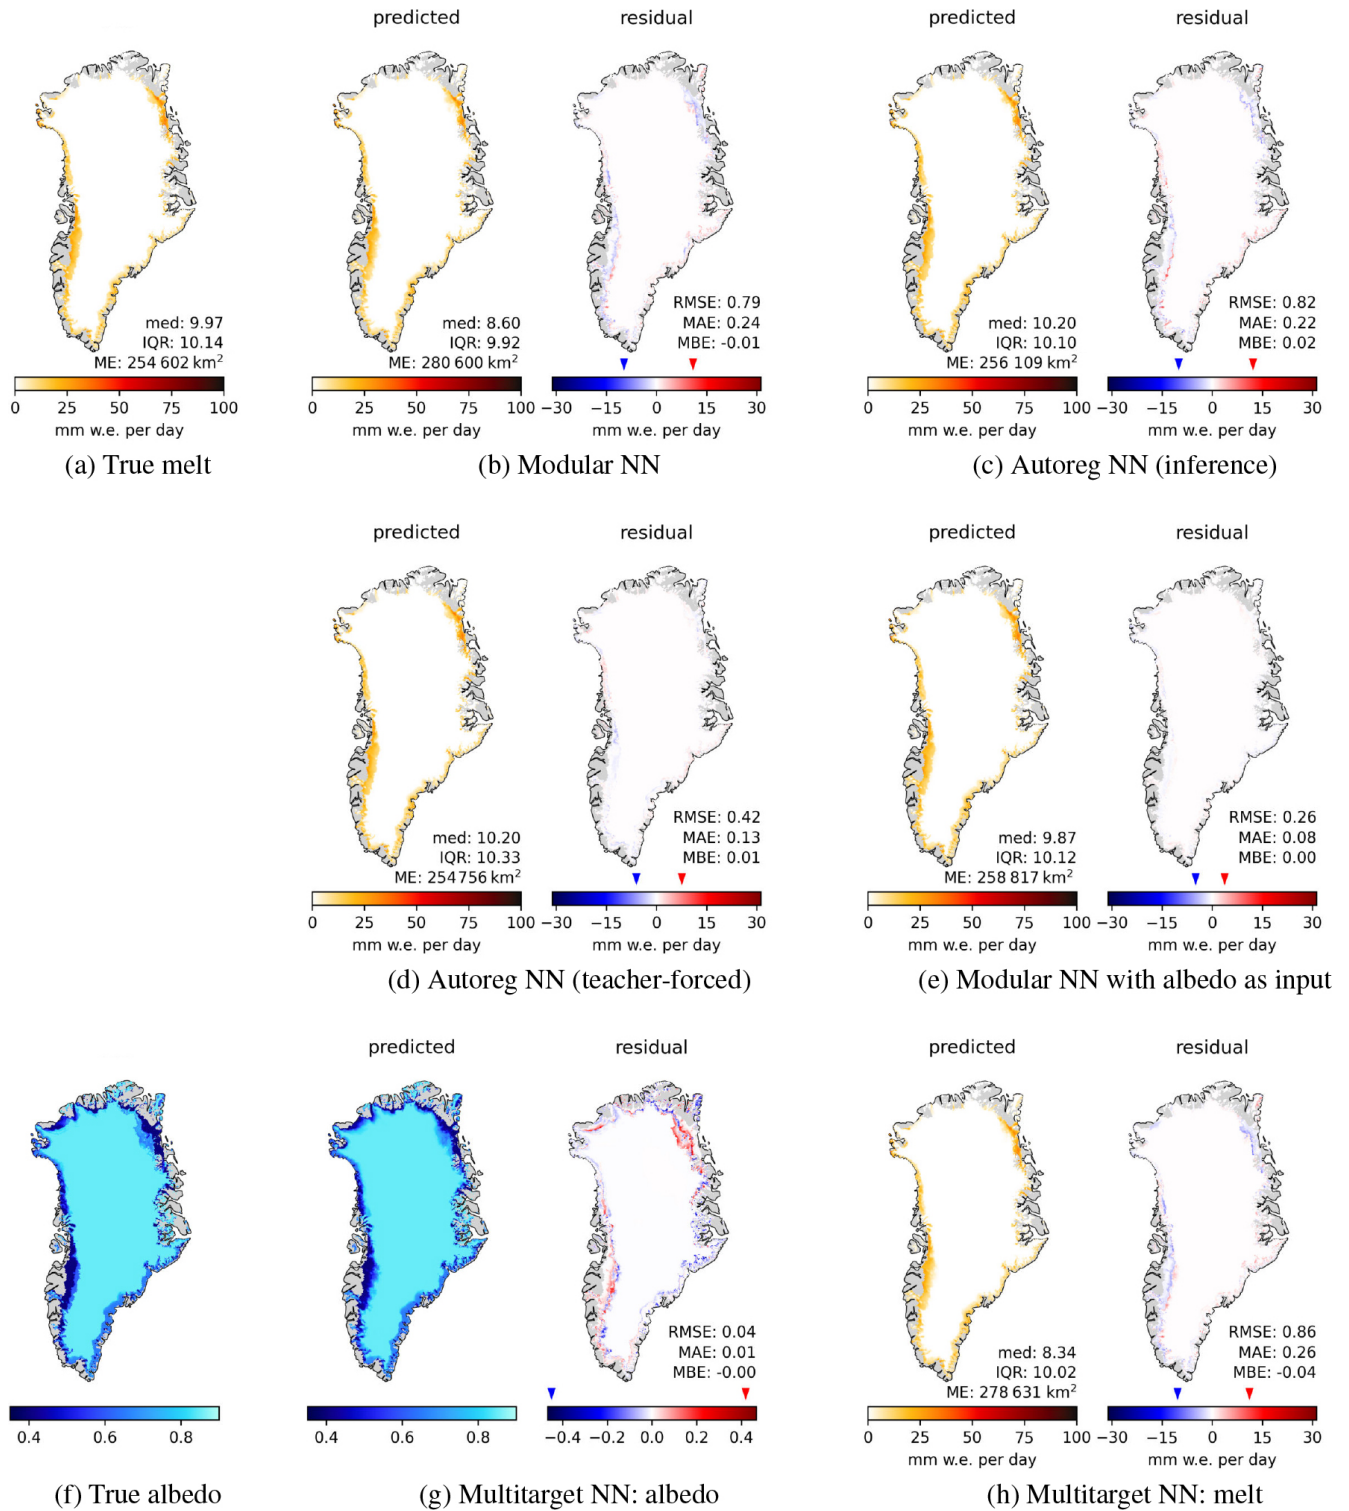 predicted residual predicted residual
med: 9.97
IQR: 10.14
ME: 254 602 km²
0 25 50 75 100
mm w.e. per day
(a) True melt
med: 8.60
IQR: 9.92
ME: 280 600 km²
0 25 50 75 100
mm w.e. per day
RMSE: 0.79
MAE: 0.24
MBE: -0.01
−30 −15 0 15 30
mm w.e. per day
(b) Modular NN
med: 10.20
IQR: 10.10
ME: 256 109 km²
0 25 50 75 100
mm w.e. per day
RMSE: 0.82
MAE: 0.22
MBE: 0.02
−30 −15 0 15 30
mm w.e. per day
(c) Autoreg NN (inference)
predicted residual predicted residual
med: 10.20
IQR: 10.33
ME: 254 756 km²
0 25 50 75 100
mm w.e. per day
RMSE: 0.42
MAE: 0.13
MBE: 0.01
−30 −15 0 15 30
mm w.e. per day
(d) Autoreg NN (teacher-forced)
med: 9.87
IQR: 10.12
ME: 258 817 km²
0 25 50 75 100
mm w.e. per day
RMSE: 0.26
MAE: 0.08
MBE: 0.00
−30 −15 0 15 30
mm w.e. per day
(e) Modular NN with albedo as input
predicted residual predicted residual
0.4 0.6 0.8
(f) True albedo
0.4 0.6 0.8
RMSE: 0.04
MAE: 0.01
MBE: -0.00
−0.4 −0.2 0.0 0.2 0.4
(g) Multitarget NN: albedo
med: 8.34
IQR: 10.02
ME: 278 631 km²
0 25 50 75 100
mm w.e. per day
RMSE: 0.86
MAE: 0.26
MBE: -0.04
−30 −15 0 15 30
mm w.e. per day
(h) Multitarget NN: melt